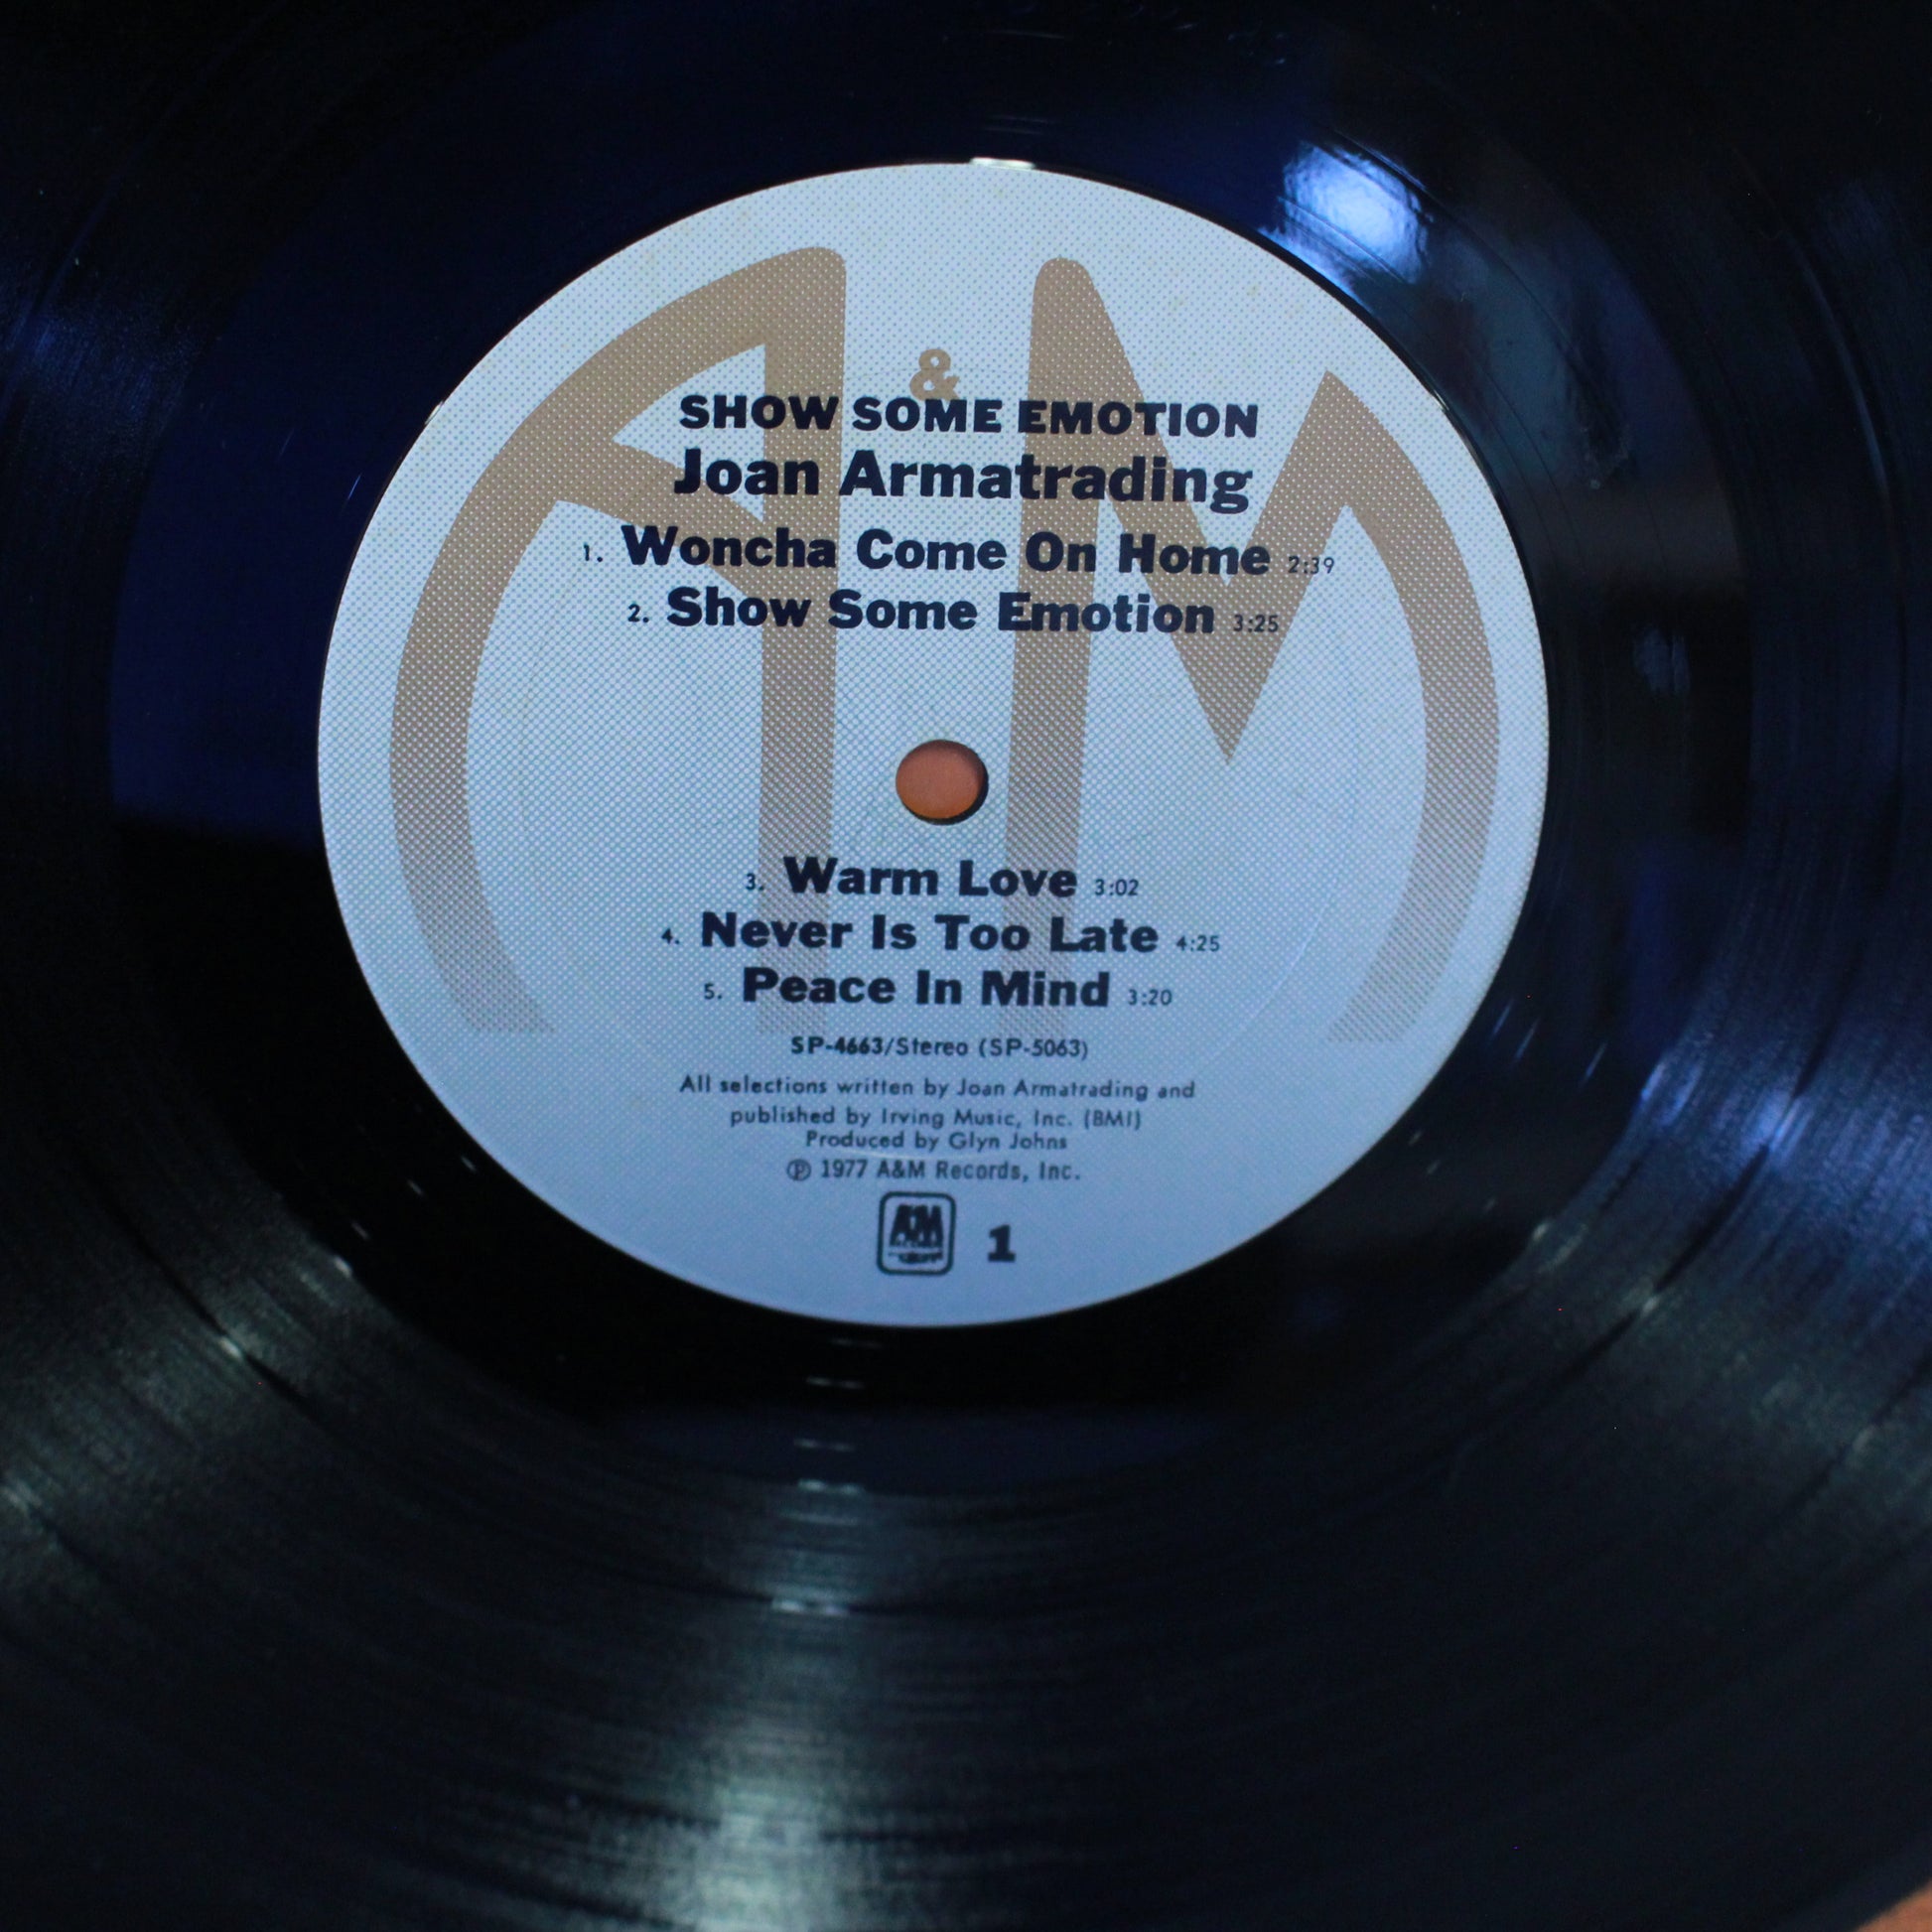 A&M
SHOW SOME EMOTION
Joan Armatrading
1. Woncha Come On Home 2:39
2. Show Some Emotion 3:25
3. Warm Love 3:02
4. Never Is Too Late 4:25
5. Peace In Mind 3:20
SP-4663/Stereo (SP-5063)
All selections written by Joan Armatrading and
published by Irving Music, Inc. (BMI)
Produced by Glyn Johns
℗ 1977 A&M Records, Inc.
A&M 1